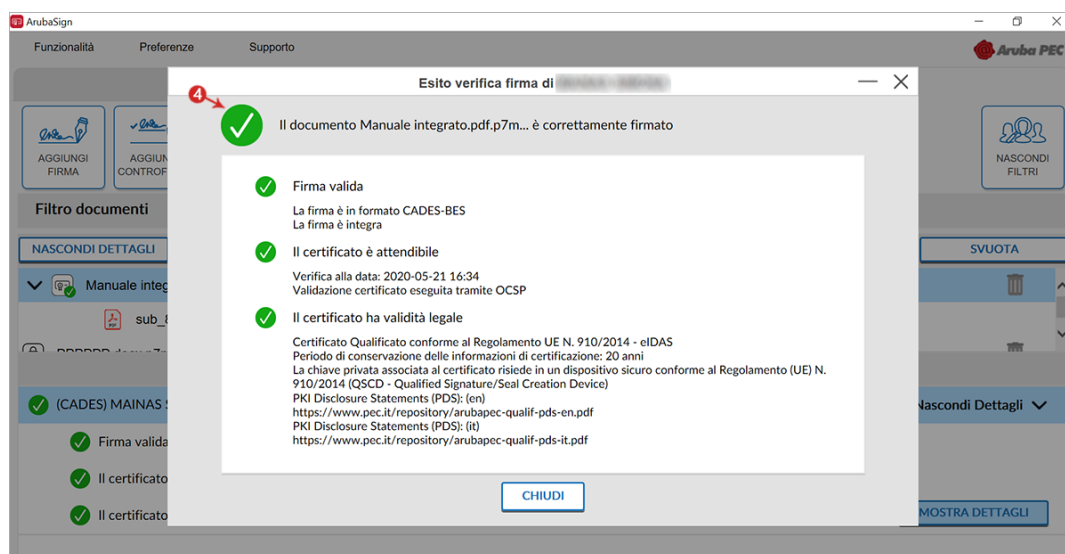 ArubaSign
Funzionalità Preferenze Supporto
Aruba PEC
Esito verifica firma di
4
Il documento Manuale integrato.pdf.p7m... è correttamente firmato
AGGIUNGI
FIRMA
AGGIUN
CONTROF
NASCONDI
FILTRI
Filtro documenti
NASCONDI DETTAGLI
SVUOTA
Manuale integ
sub_
Firma valida
La firma è in formato CADES-BES
La firma è integra
Il certificato è attendibile
Verifica alla data: 2020-05-21 16:34
Validazione certificato eseguita tramite OCSP
Il certificato ha validità legale
Certificato Qualificato conforme al Regolamento UE N. 910/2014 - eIDAS
Periodo di conservazione delle informazioni di certificazione: 20 anni
La chiave privata associata al certificato risiede in un dispositivo sicuro conforme al Regolamento (UE) N.
910/2014 (QSCD - Qualified Signature/Seal Creation Device)
PKI Disclosure Statements (PDS): (en)
https://www.pec.it/repository/arubapec-qualif-pds-en.pdf
PKI Disclosure Statements (PDS): (it)
https://www.pec.it/repository/arubapec-qualif-pds-it.pdf
CHIUDI
(CADES) MAINAS
Nascondi Dettagli
Firma valida
Il certificato
Il certificato
MOSTRA DETTAGLI